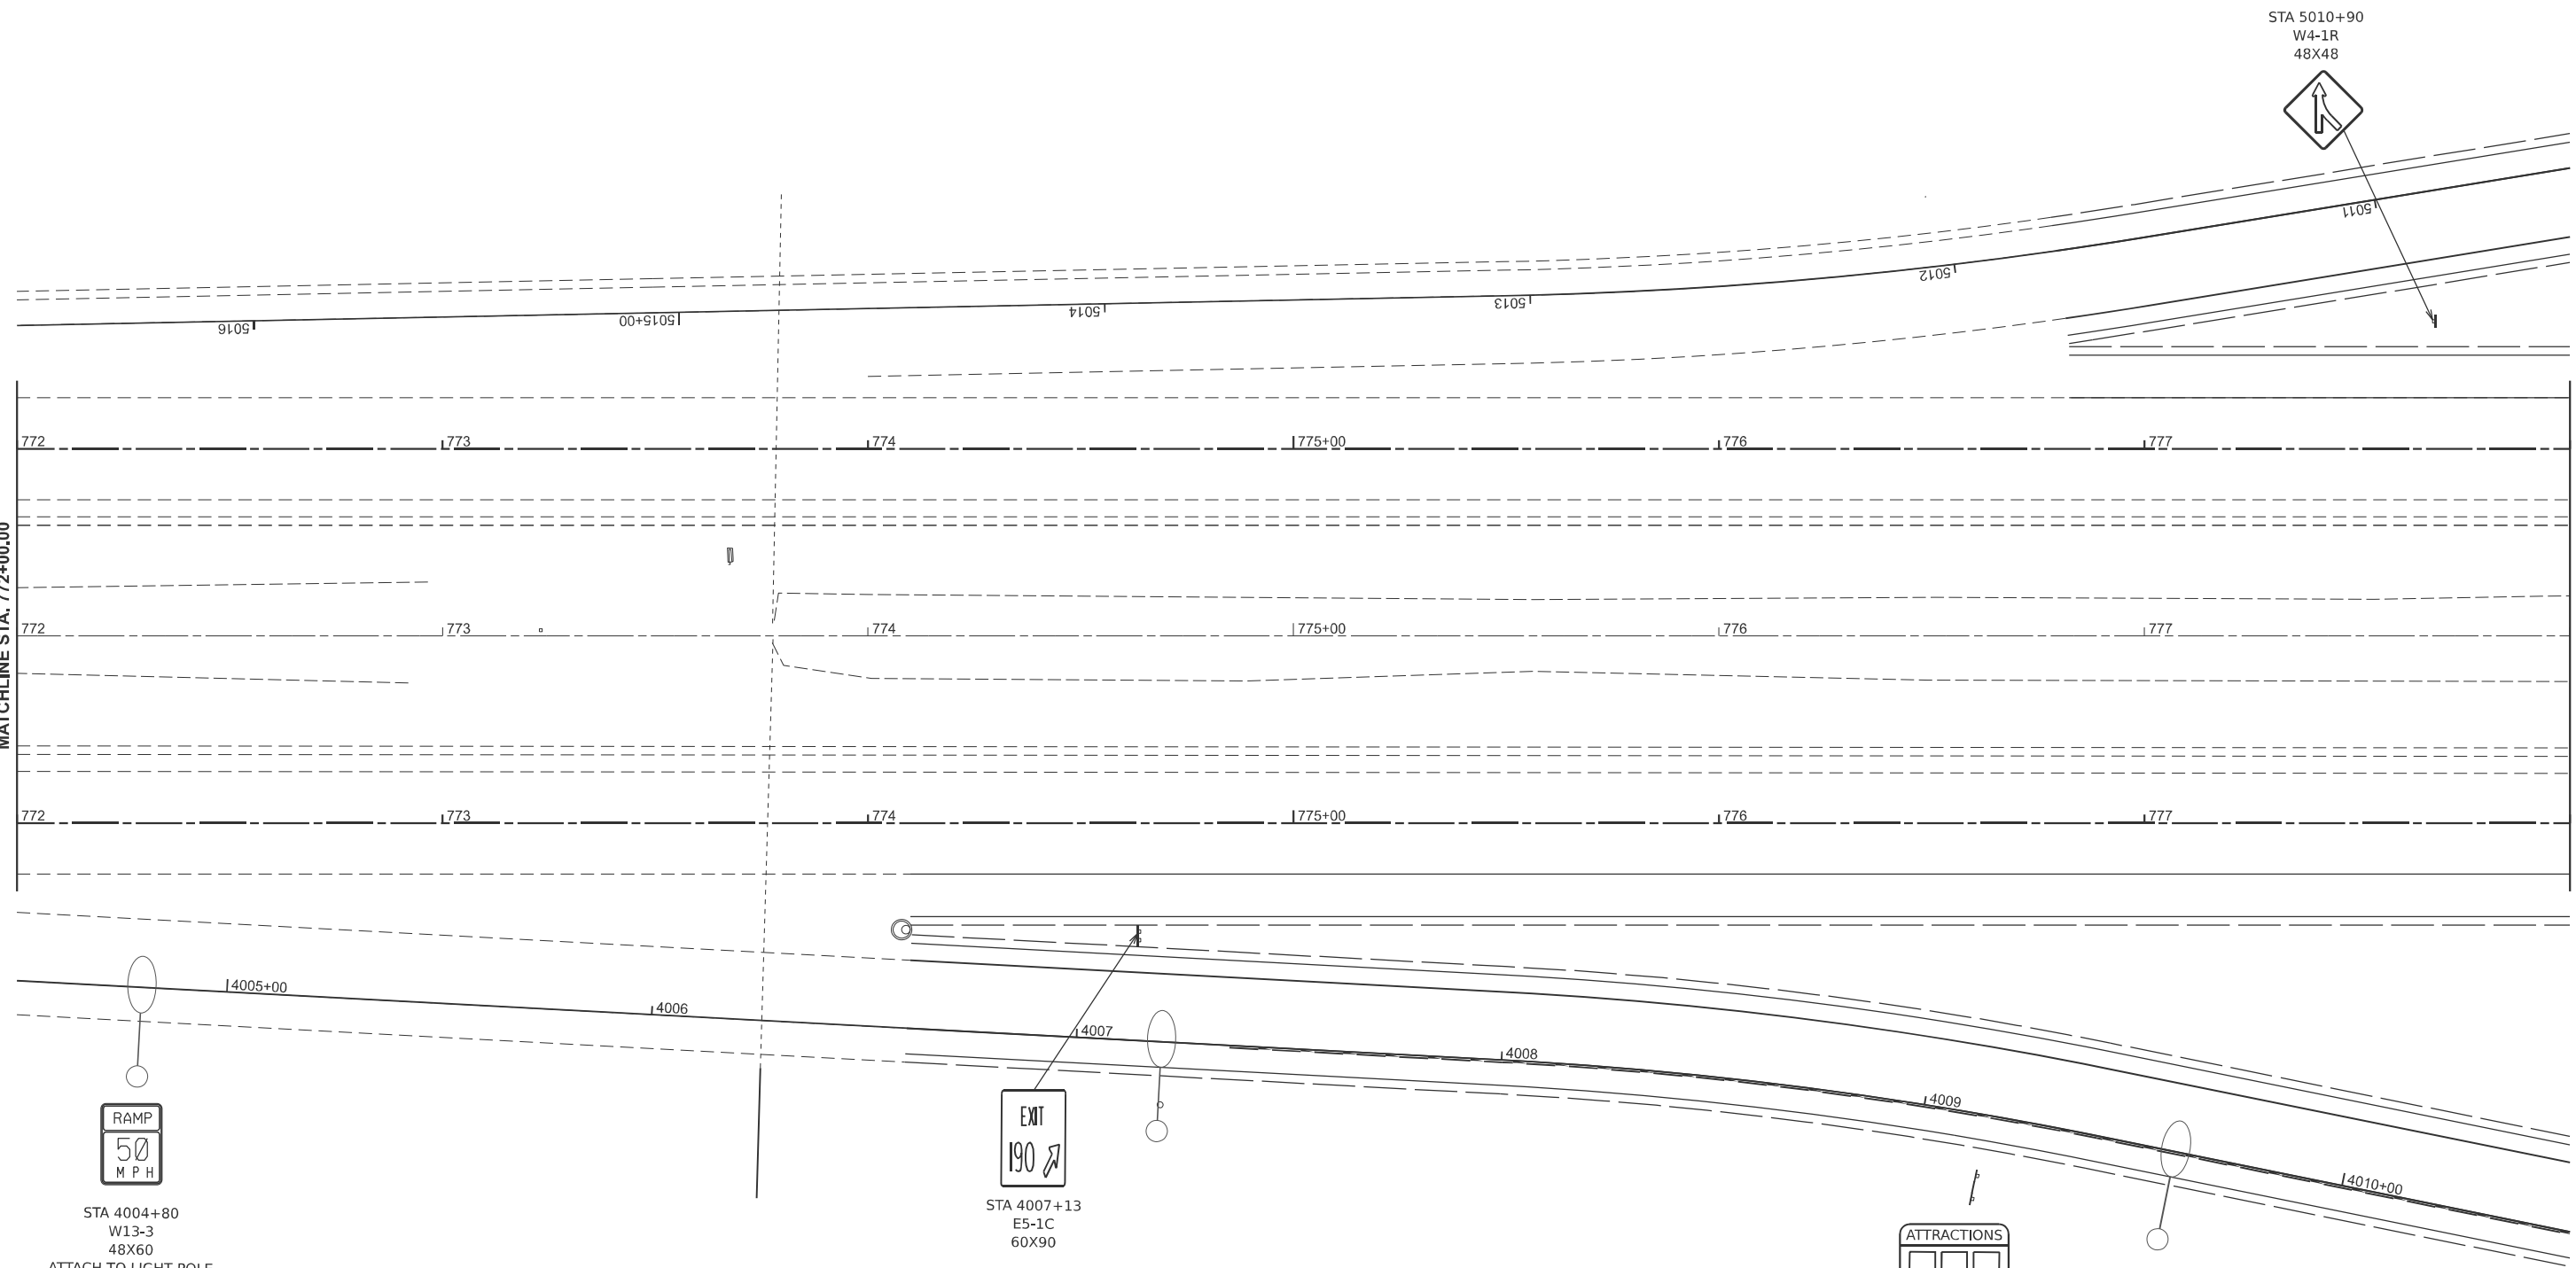 STA 5010+90
W4-1R
48X48
5011
5012
5013
5014
5015+00
5016
772
773
774
775+00
776
777
MATCHLINE STA. 772+00.00
772
773
774
775+00
776
777
772
773
774
775+00
776
777
4005+00
4006
4007
4008
4009
4010+00
RAMP
50
MPH
STA 4004+80
W13-3
48X60
ATTACH TO LIGHT POLE
EXIT
190
STA 4007+13
E5-1C
60X90
ATTRACTIONS